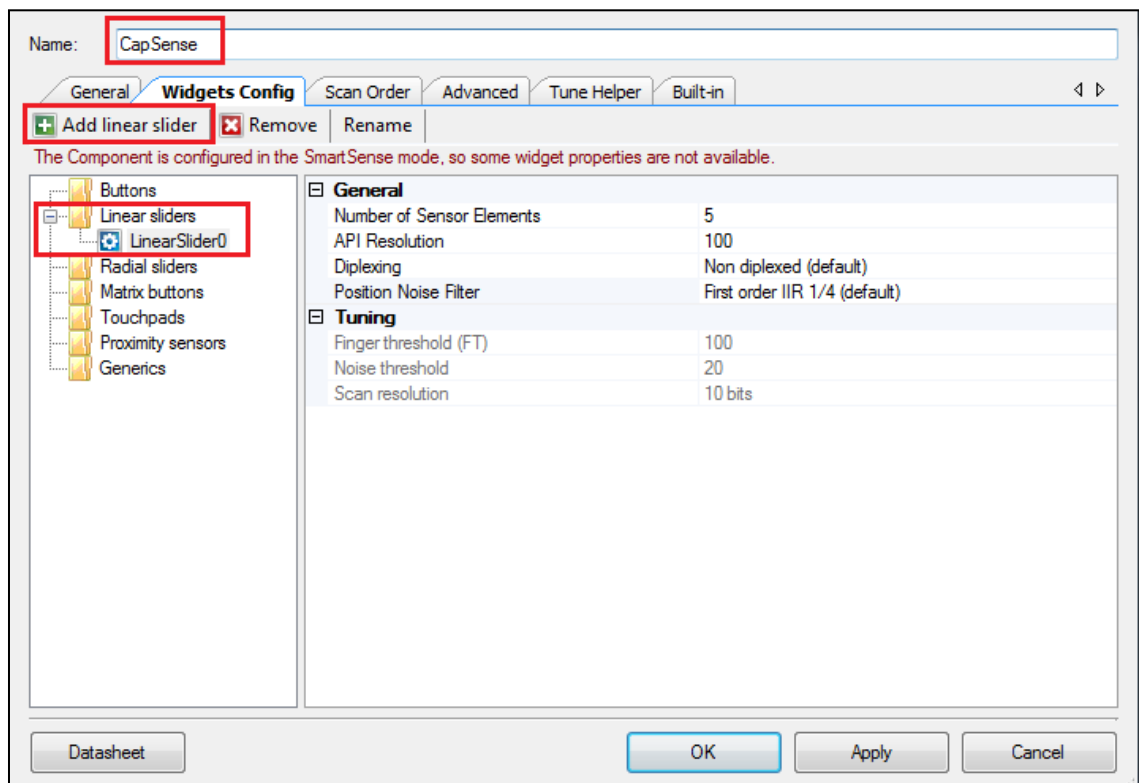 Name: CapSense
General Widgets Config Scan Order Advanced Tune Helper Built-in
Add linear slider Remove Rename
The Component is configured in the SmartSense mode, so some widget properties are not available.
Buttons
Linear sliders
LinearSlider0
Radial sliders
Matrix buttons
Touchpads
Proximity sensors
Generics
General
Number of Sensor Elements 5
API Resolution 100
Diplexing Non diplexed (default)
Position Noise Filter First order IIR 1/4 (default)
Tuning
Finger threshold (FT) 100
Noise threshold 20
Scan resolution 10 bits
Datasheet OK Apply Cancel